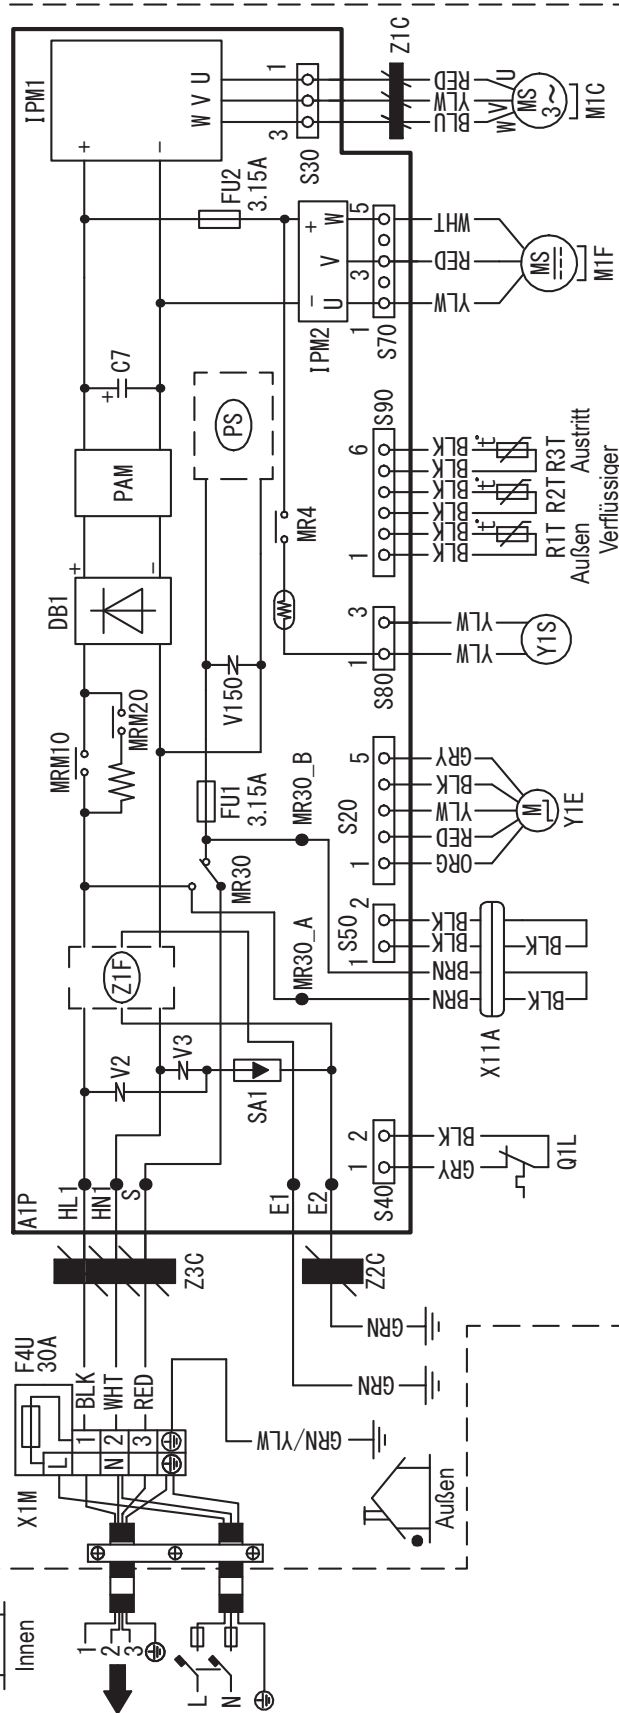 IPM1
+
−
W V U
1
3
S30
Z1C
RED
YLW
BLU
U
V
W
MS
3~
M1C
FU2
3.15A
+
−
W
V
U
IPM2
5
3
1
S70
WHT
RED
YLW
MS
M1F
C7
+
PAM
PS
MR4
DB1
+
−
S90
6
1
BLK
BLK
BLK
BLK
BLK
BLK
t
t
t
R1T R2T R3T
Außen
Verflüssiger
Austritt
MRM10
MRM20
V150
S80
3
1
YLW
YLW
Y1S
FU1
3.15A
MR30
MR30_B
MR30_A
S20
5
1
GRY
BLK
YLW
RED
ORG
M
Y1E
S50
2
1
BLK
BLK
BRN
BRN
BLK
BLK
X11A
Z1F
V2
V3
SA1
A1P
HL1
HN1
S
E1
E2
S40
1
2
GRY
BLK
Q1L
Z3C
Z2C
GRN
GRN
GRN/YLW
F4U
30A
BLK
WHT
RED
X1M
L
N
1
2
3
Außen
Innen
1
2
3
L
N